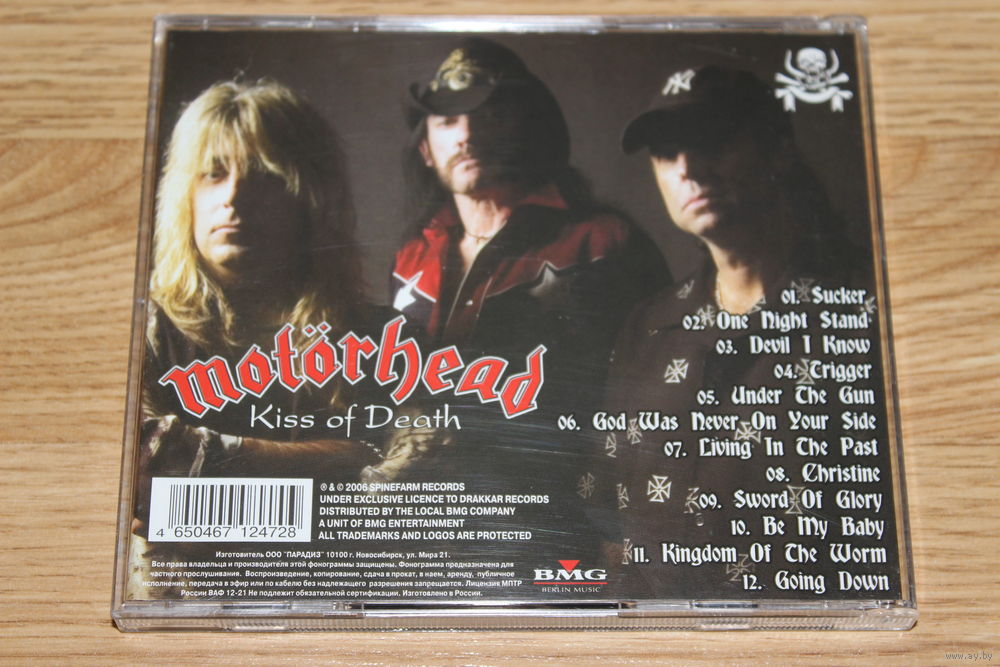 NY
01. Sucker
02. One Night Stand
03. Devil I Know
04. Trigger
05. Under The Gun
06. God Was Never On Your Side
07. Living In The Past
08. Christine
09. Sword Of Glory
10. Be My Baby
11. Kingdom Of The Worm
12. Going Down
motörhead
Kiss of Death
4 650467 124728
℗ & © 2006 SPINEFARM RECORDS
UNDER EXCLUSIVE LICENCE TO DRAKKAR RECORDS
DISTRIBUTED BY THE LOCAL BMG COMPANY
A UNIT OF BMG ENTERTAINMENT
ALL TRADEMARKS AND LOGOS ARE PROTECTED
Изготовитель ООО "ПАРАДИЗ" 10100 г. Новосибирск, ул. Мира 21.
Все права владельца и производителя этой фонограммы защищены. Фонограмма предназначена для
частного прослушивания. Воспроизведение, копирование, сдача в прокат, в наем, аренду, публичное
исполнение, передача в эфир или по кабелю без надлежащего разрешения запрещается. Лицензия МПТР
России ВАФ 12-21 Не подлежит обязательной сертификации. Изготовлено в России.
BMG
BERLIN MUSIC
www.ay.by